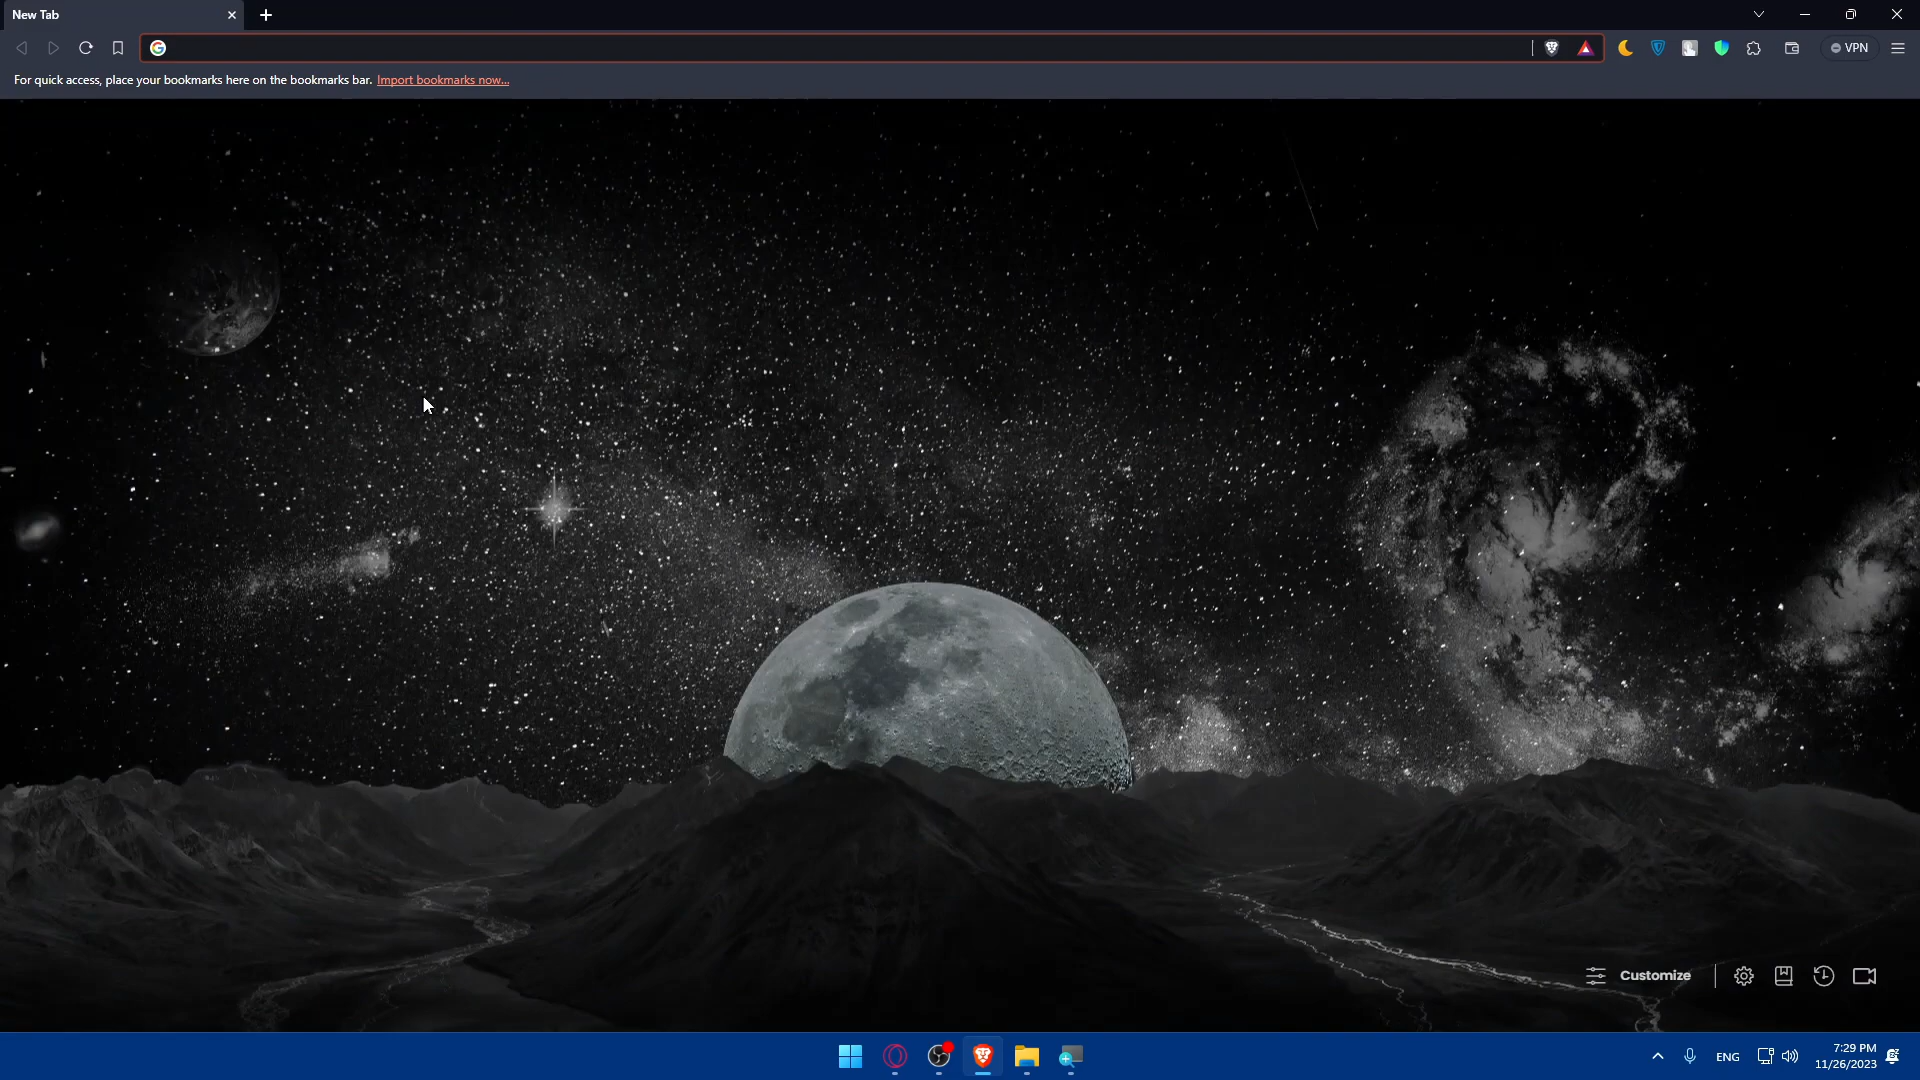 New Tab
VPN
For quick access, place your bookmarks here on the bookmarks bar. Import bookmarks now...
Customize
ENG
7:29 PM
11/26/2023